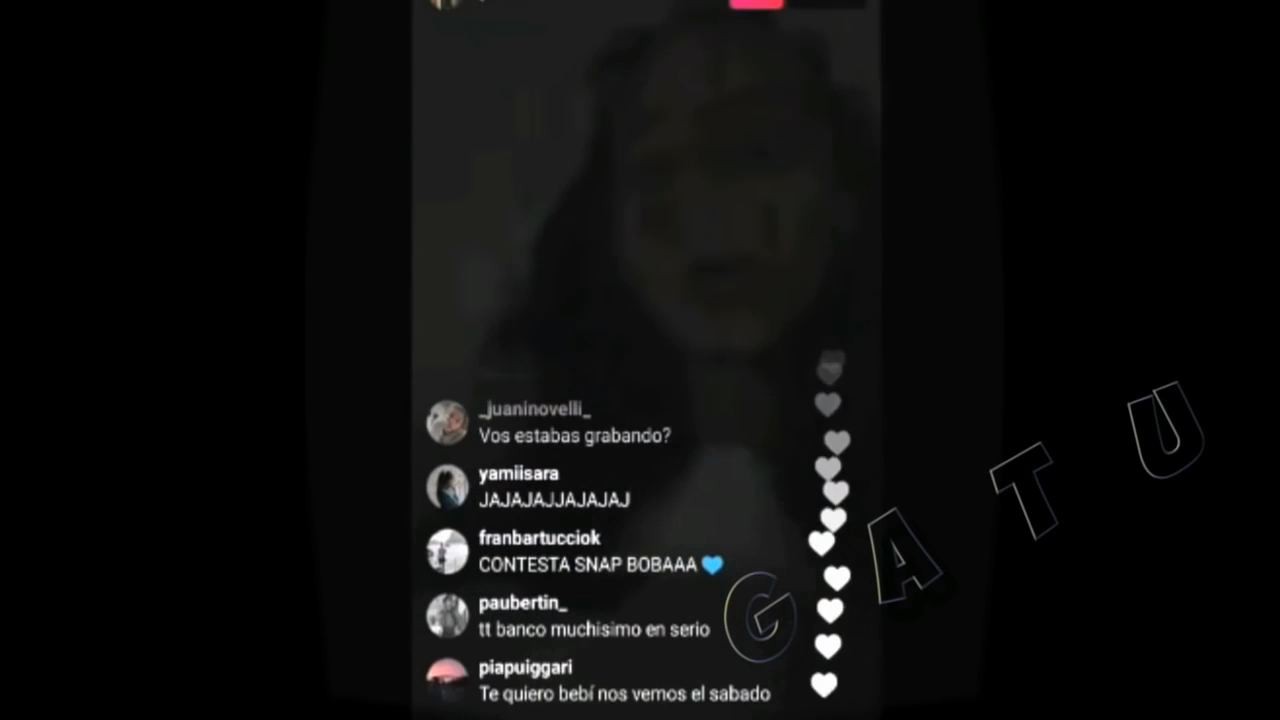 _juaninovelli_
Vos estabas grabando?
yamiisara
JAJAJAJJAJAJAJ
franbartucciok
CONTESTA SNAP BOBAAA 💙
paubertin_
tt banco muchisimo en serio
piapuiggari
Te quiero bebí nos vemos el sabado
G A T U